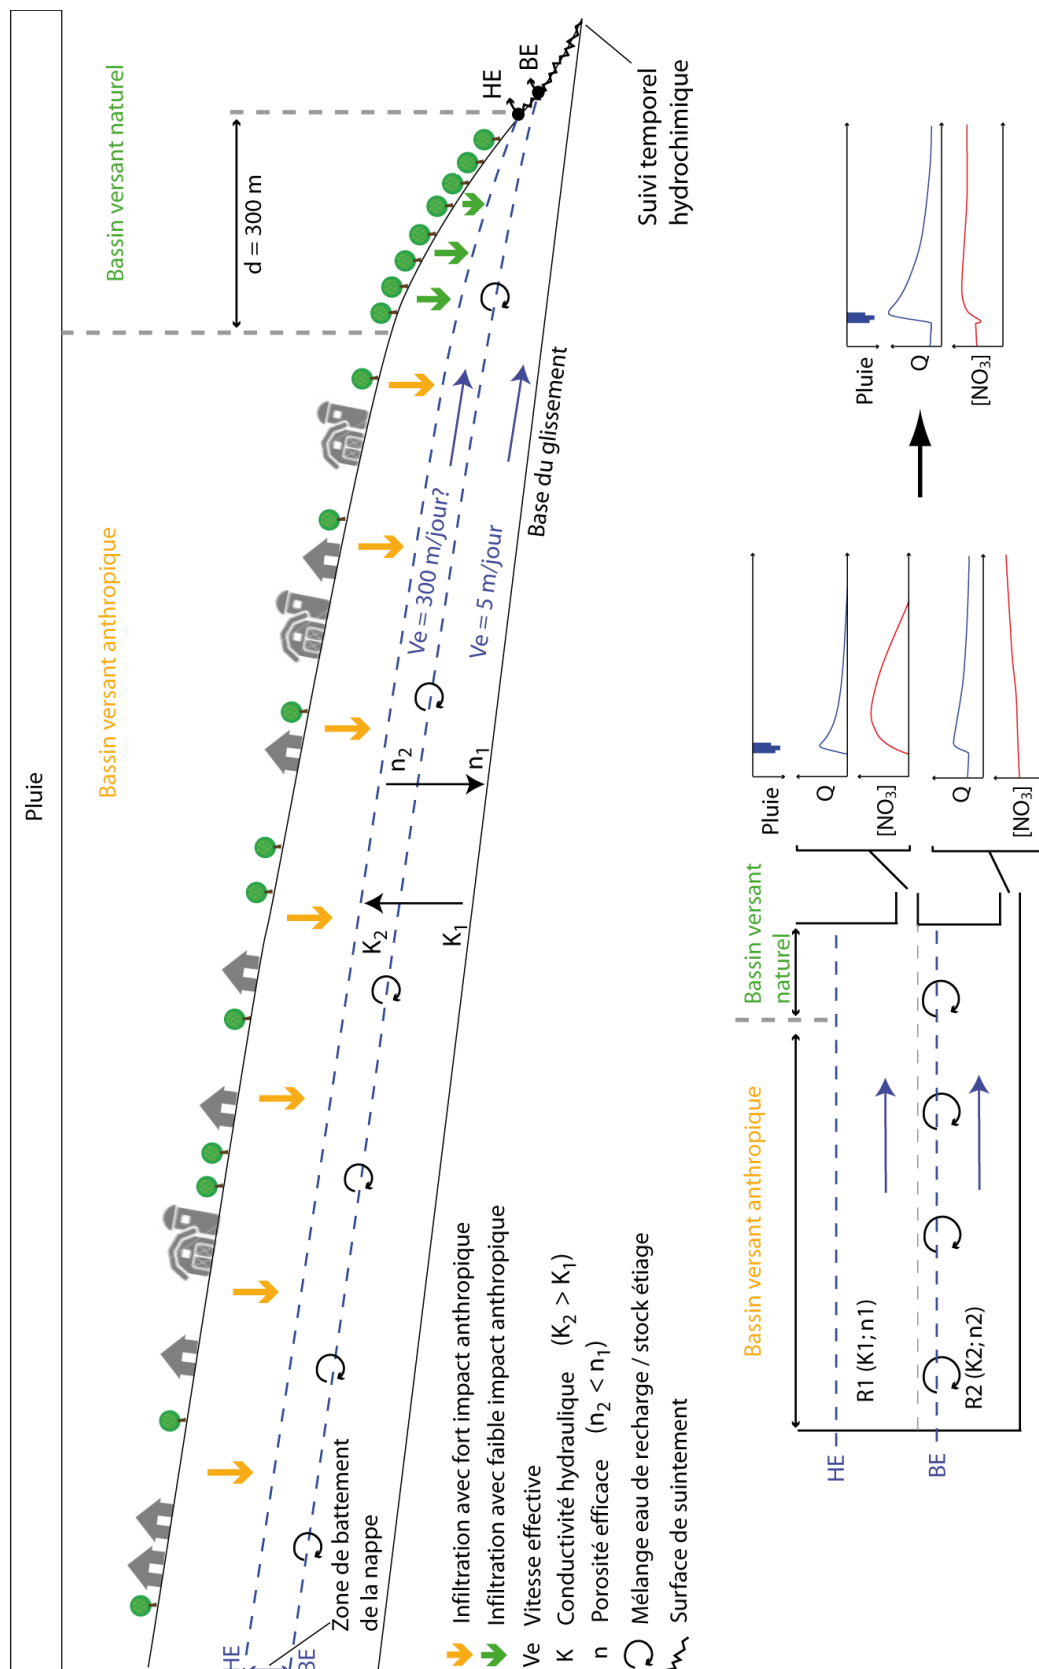 Pluie
Bassin versant anthropique
Bassin versant naturel
d = 300 m
HE
BE
Suivi temporel
hydrochimique
Ve = 300 m/jour?
Ve = 5 m/jour
Base du glissement
n₂
n₁
K₂
K₁
HE
BE
Zone de battement
de la nappe
Infiltration avec fort impact anthropique
Infiltration avec faible impact anthropique
Ve Vitesse effective
K Conductivité hydraulique (K₂ > K₁)
n Porosité efficace (n₂ < n₁)
Mélange eau de recharge / stock étiage
Surface de suintement
Bassin versant anthropique
Bassin versant
naturel
HE
BE
R1 (K1; n1)
R2 (K2; n2)
Pluie
Q
[NO₃]
Q
[NO₃]
Pluie
Q
[NO₃]